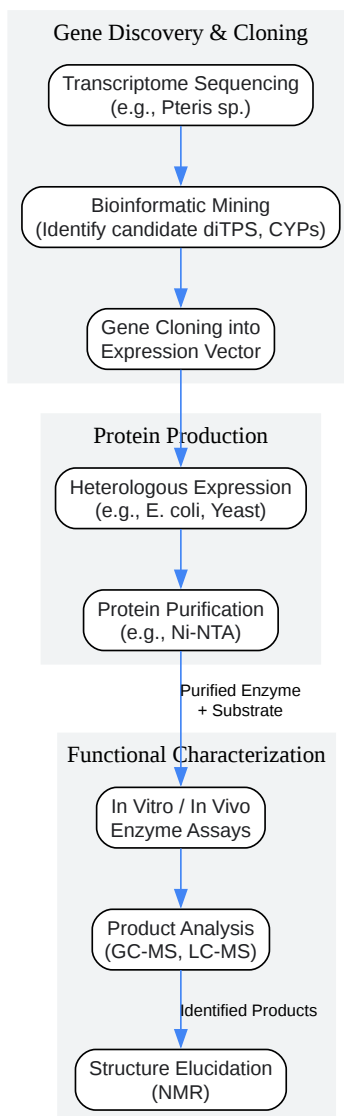 Gene Discovery & Cloning
Transcriptome Sequencing
(e.g., Pteris sp.)
Bioinformatic Mining
(Identify candidate diTPS, CYPs)
Gene Cloning into
Expression Vector
Protein Production
Heterologous Expression
(e.g., E. coli, Yeast)
Protein Purification
(e.g., Ni-NTA)
Purified Enzyme
+ Substrate
Functional Characterization
In Vitro / In Vivo
Enzyme Assays
Product Analysis
(GC-MS, LC-MS)
Identified Products
Structure Elucidation
(NMR)